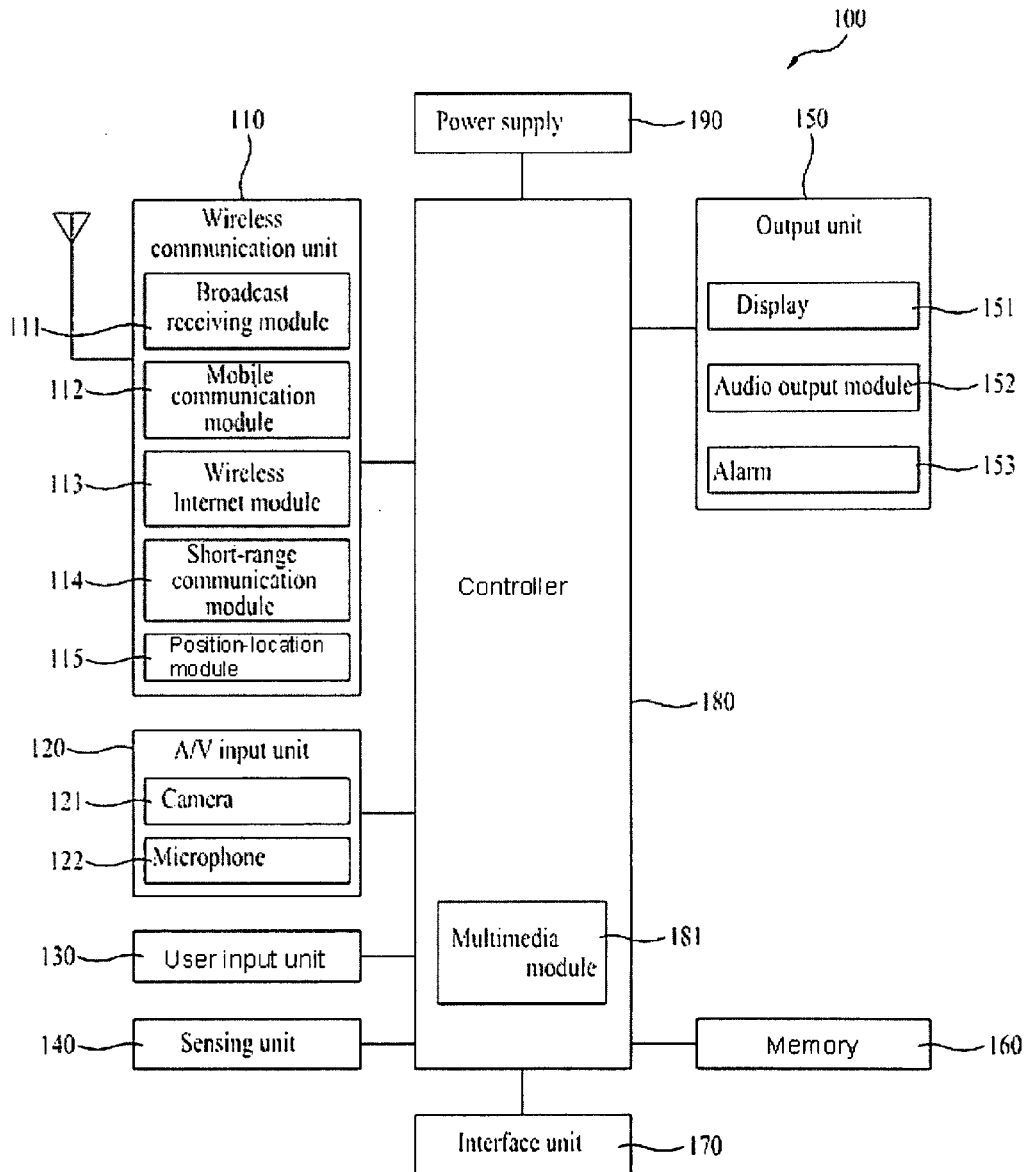 100
Power supply
190
110
150
Wireless
communication unit
Broadcast
receiving module
111
Mobile
communication
module
112
Wireless
Internet module
113
Short-range
communication
module
114
Position-location
module
115
Output unit
Display
151
Audio output module
152
Alarm
153
Controller
180
120
A/V input unit
121
Camera
122
Microphone
Multimedia
module
181
130
User input unit
140
Sensing unit
Memory
160
Interface unit
170